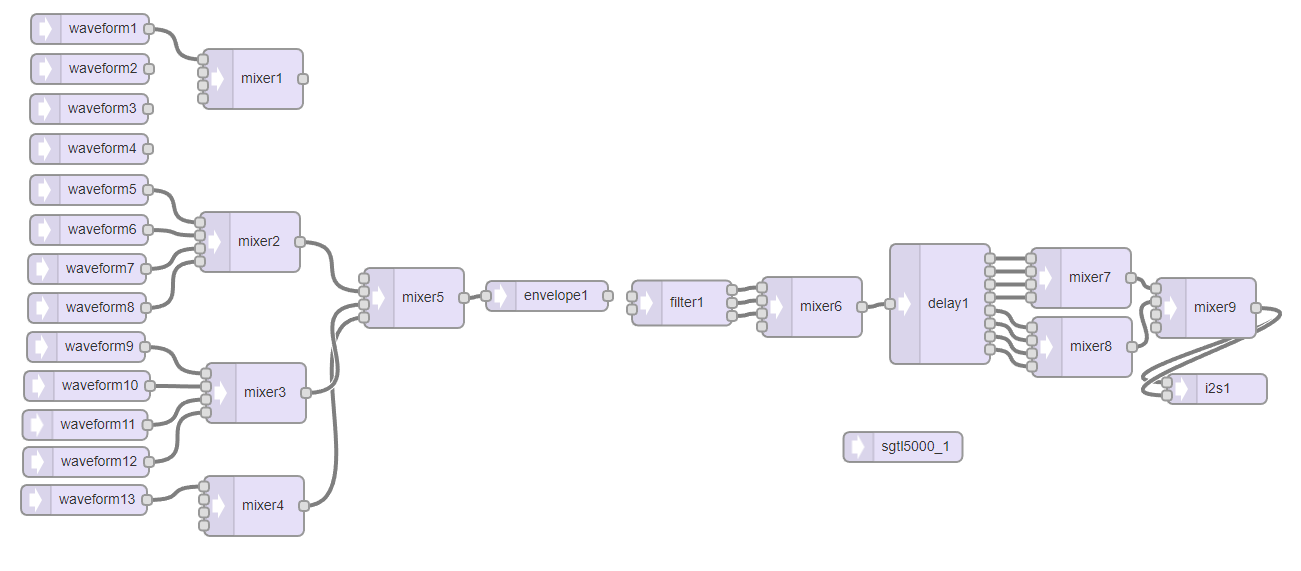 waveform1
waveform2
waveform3
waveform4
waveform5
waveform6
waveform7
waveform8
waveform9
waveform10
waveform11
waveform12
waveform13
mixer1
mixer2
mixer3
mixer4
mixer5
envelope1
filter1
mixer6
delay1
mixer7
mixer8
mixer9
i2s1
sgtl5000_1